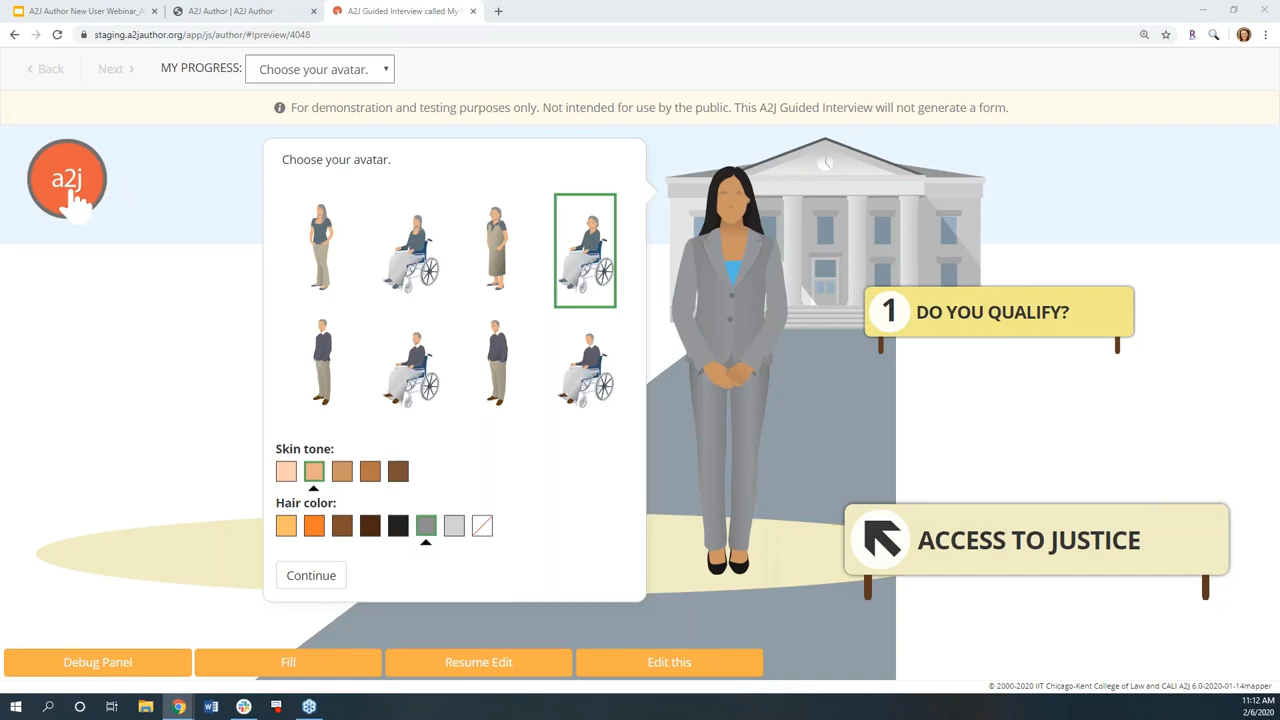 A2J Author New User Webinar_A
A2J Author | A2J Author
A2J Guided Interview called My
staging.a2jauthor.org/app/js/author/#!preview/4048
Back
Next
MY PROGRESS:
Choose your avatar.
For demonstration and testing purposes only. Not intended for use by the public. This A2J Guided Interview will not generate a form.
a2j
Choose your avatar.
1 DO YOU QUALIFY?
Skin tone:
Hair color:
ACCESS TO JUSTICE
Continue
Debug Panel
Fill
Resume Edit
Edit this
© 2000-2020 IIT Chicago-Kent College of Law and CALI A2J 6.0-2020-01-14mapper
11:12 AM
2/6/2020